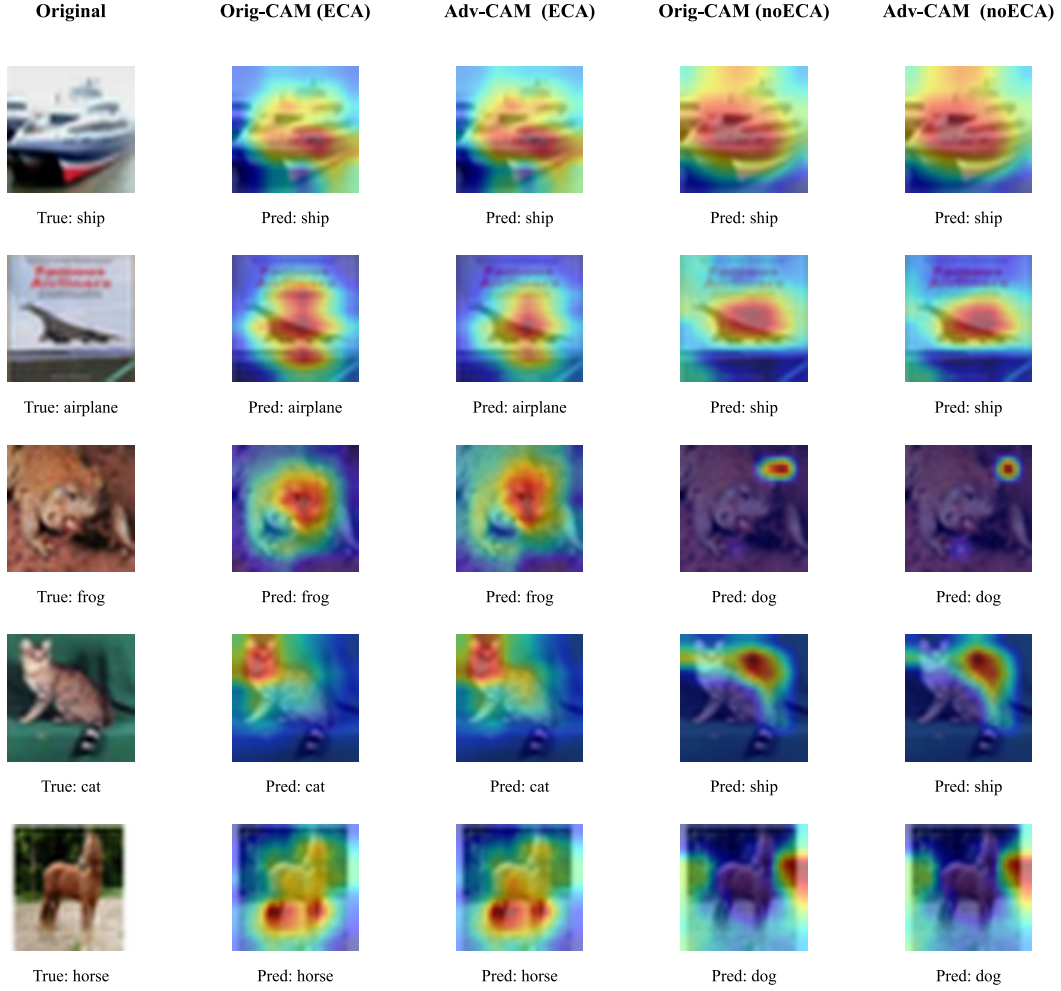 Original Orig-CAM (ECA) Adv-CAM (ECA) Orig-CAM (noECA) Adv-CAM (noECA)
True: ship Pred: ship Pred: ship Pred: ship Pred: ship
Famous
Airliners
True: airplane Pred: airplane Pred: airplane Pred: ship Pred: ship
True: frog Pred: frog Pred: frog Pred: dog Pred: dog
True: cat Pred: cat Pred: cat Pred: ship Pred: ship
True: horse Pred: horse Pred: horse Pred: dog Pred: dog